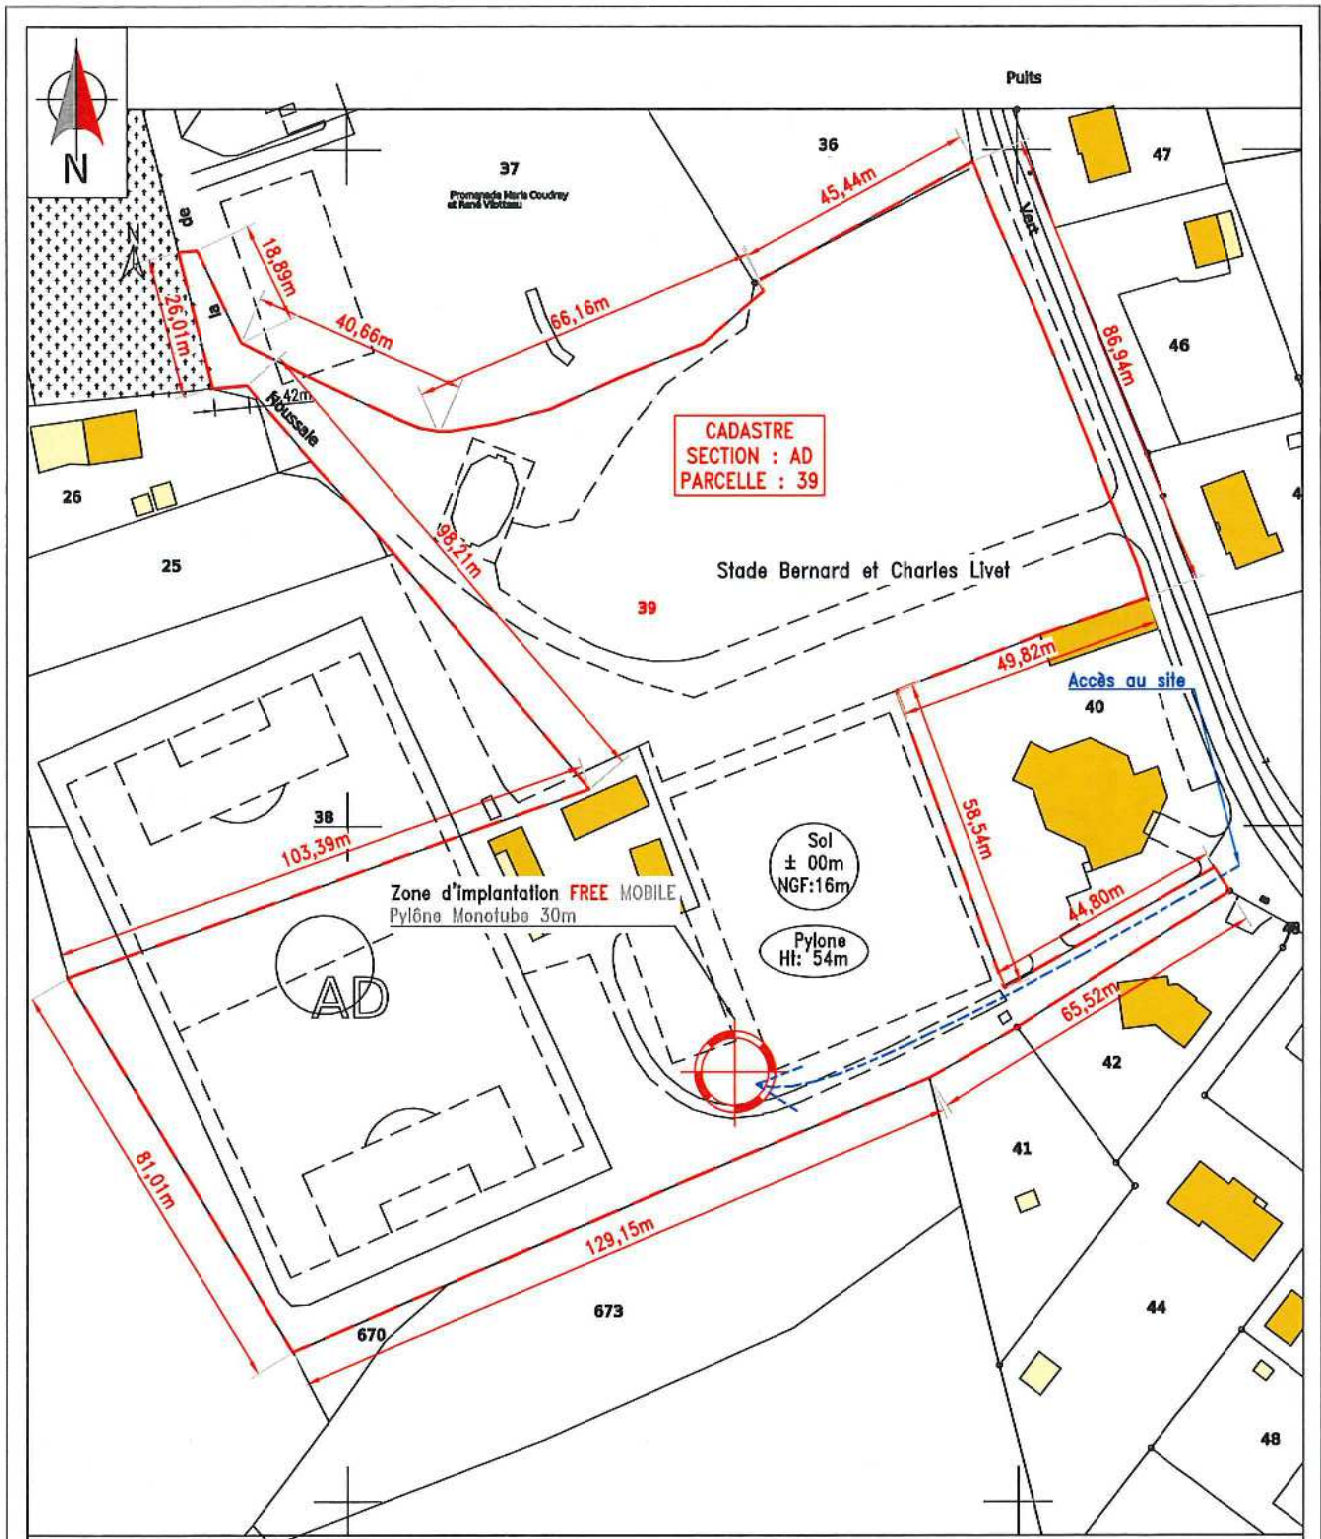 N
Puits
36
37
47
Promenade Marie Coudray
et René Vilotteau
45,44m
Vert
de
18,89m
N
la
26,01m
40,66m
66,16m
86,94m
46
42m
Houssaie
CADASTRE
SECTION : AD
PARCELLE : 39
26
98,21m
4
25
Stade Bernard et Charles Livet
39
49,82m
Accès au site
40
38
103,39m
58,54m
Sol
± 00m
NGF:16m
Zone d'implantation FREE MOBILE
Pylône Monotube 30m
44,80m
Pylone
Ht: 54m
AD
65,52m
42
41
81,01m
129,15m
673
44
670
48